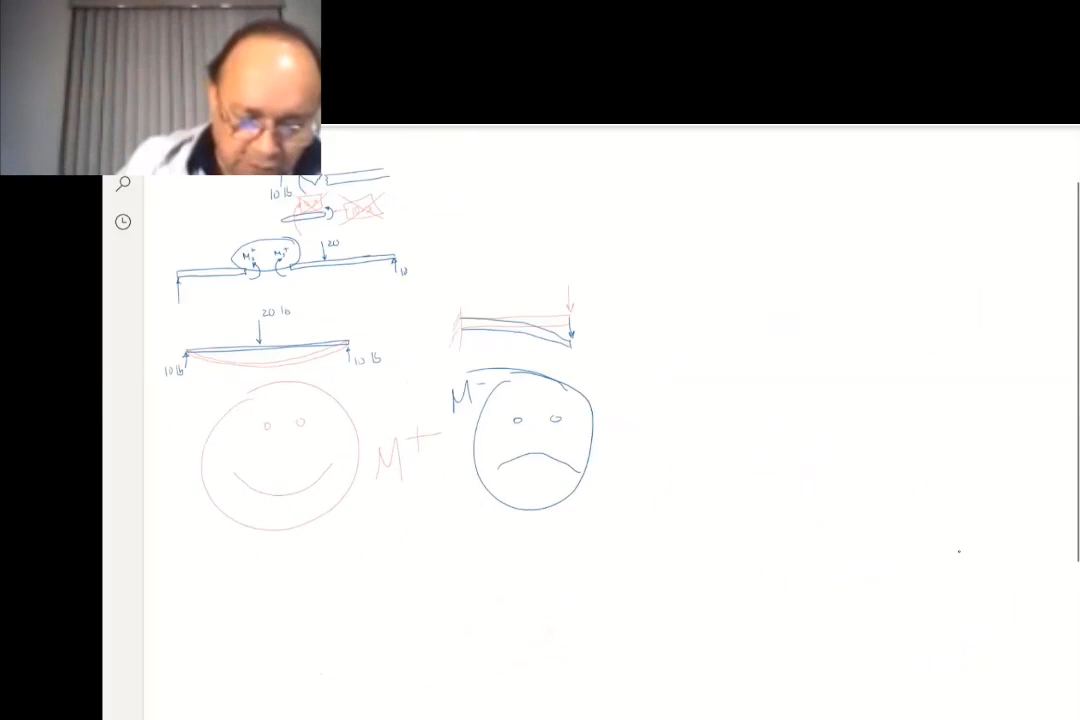 10 lb
M⁺ M⁺ 20
10
20 lb
10 lb 10 lb
M-
M+